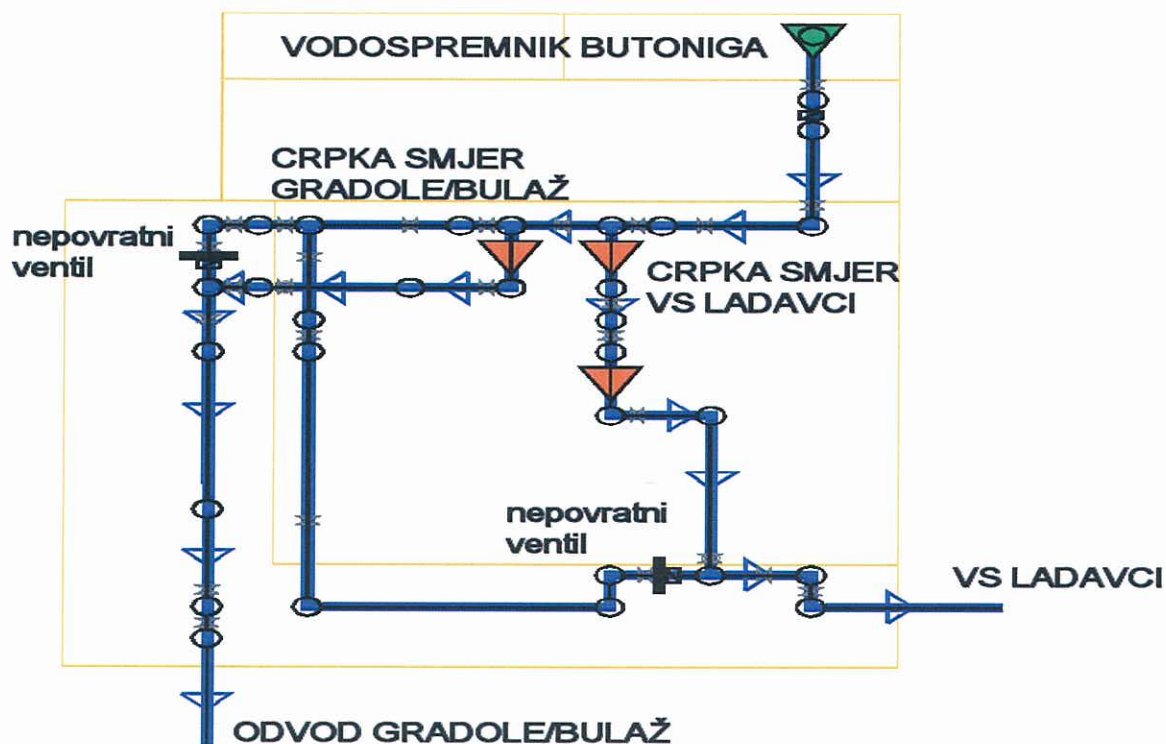 VODOSPREMNIK BUTONIGA
CRPKA SMJER
GRADOLE/BULAŽ
nepovratni
ventil
CRPKA SMJER
VS LADAVCI
nepovratni
ventil
VS LADAVCI
ODVOD GRADOLE/BULAŽ